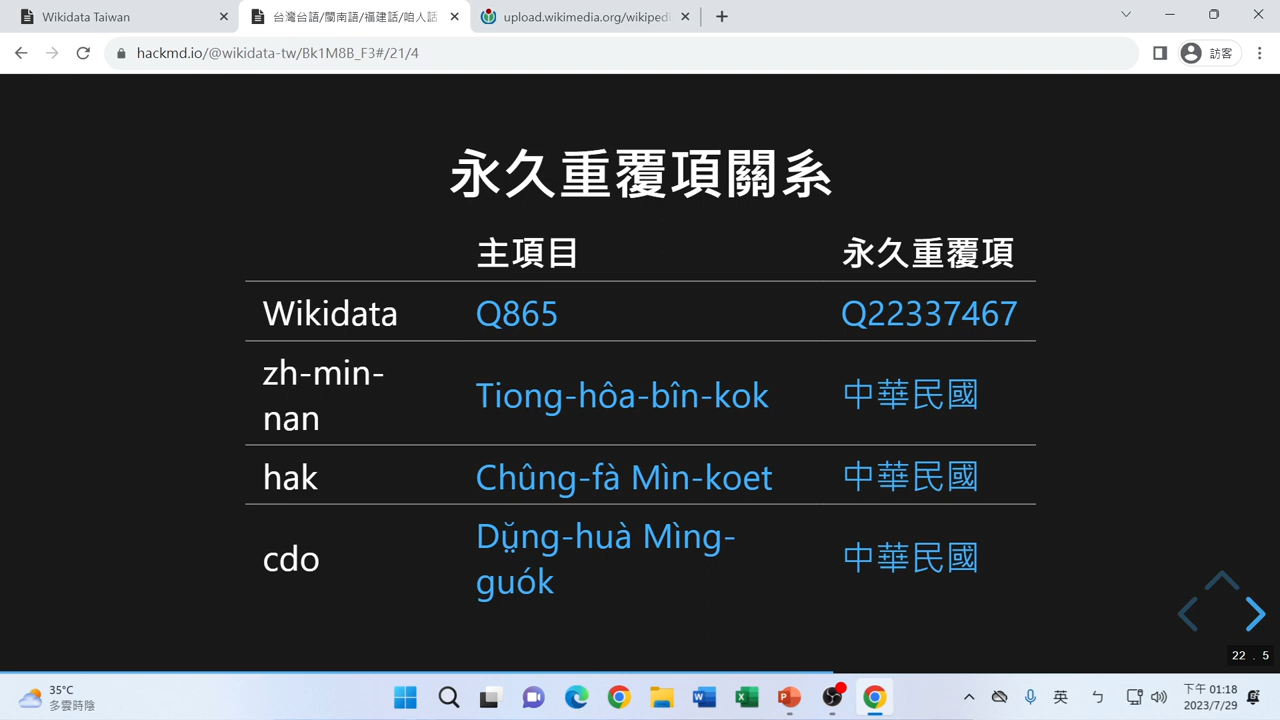 Wikidata Taiwan
台灣台語/閩南語/福建話/咱人話
upload.wikimedia.org/wikiped
hackmd.io/@wikidata-tw/Bk1M8B_F3#/21/4
訪客
永久重覆項關系
主項目 永久重覆項
Wikidata Q865 Q22337467
zh-min-
nan Tiong-hôa-bîn-kok 中華民國
hak Chûng-fà Mìn-koet 中華民國
cdo Dṳ̆ng-huà Mìng-
guók 中華民國
22 . 5
35°C
多雲時陰
英
ㄅ
下午 01:18
2023/7/29